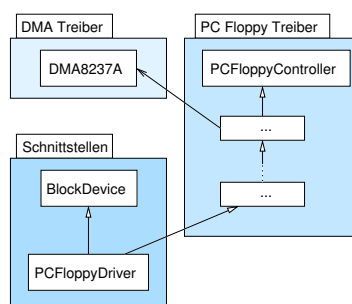 DMA Treiber
DMA8237A
PC Floppy Treiber
PCFloppyController
...
...
Schnittstellen
BlockDevice
PCFloppyDriver